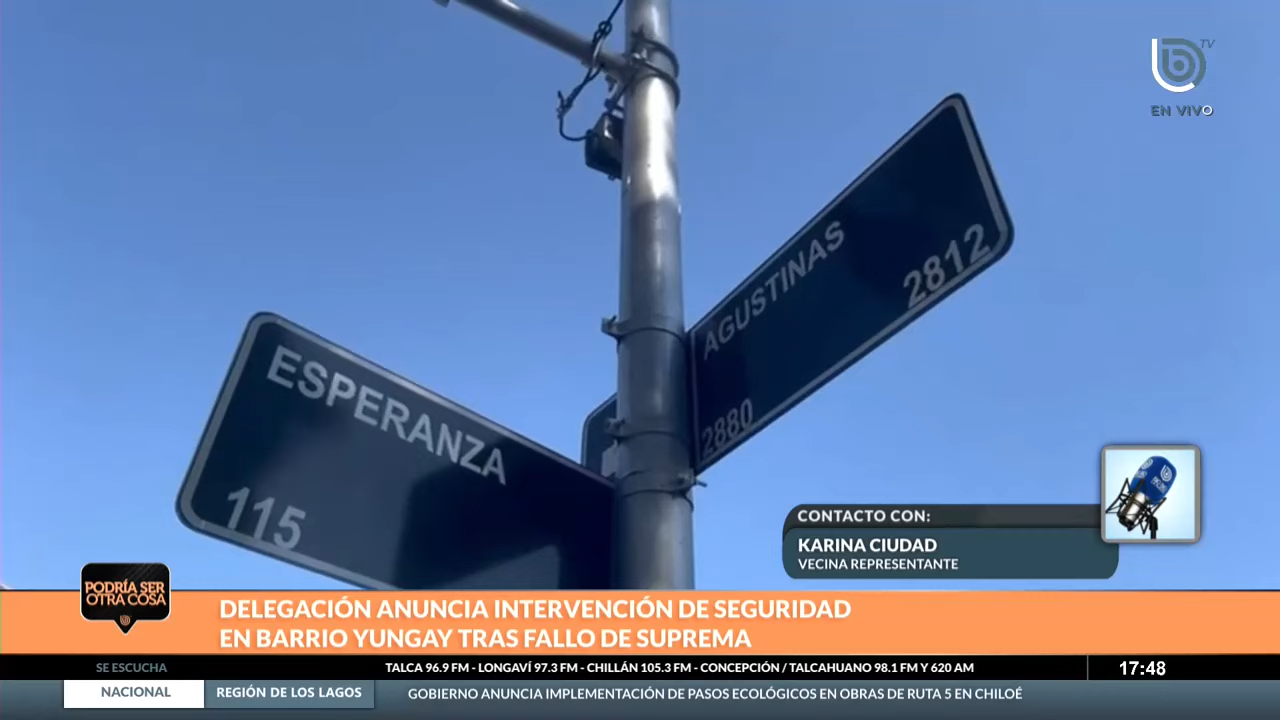 TV
EN VIVO
AGUSTINAS
2812
2880
ESPERANZA
115
CONTACTO CON:
KARINA CIUDAD
VECINA REPRESENTANTE
PODRÍA SER
OTRA COSA
DELEGACIÓN ANUNCIA INTERVENCIÓN DE SEGURIDAD
EN BARRIO YUNGAY TRAS FALLO DE SUPREMA
SE ESCUCHA
TALCA 96.9 FM - LONGAVÍ 97.3 FM - CHILLÁN 105.3 FM - CONCEPCIÓN / TALCAHUANO 98.1 FM Y 620 AM
17:48
NACIONAL
REGIÓN DE LOS LAGOS
GOBIERNO ANUNCIA IMPLEMENTACIÓN DE PASOS ECOLÓGICOS EN OBRAS DE RUTA 5 EN CHILOÉ